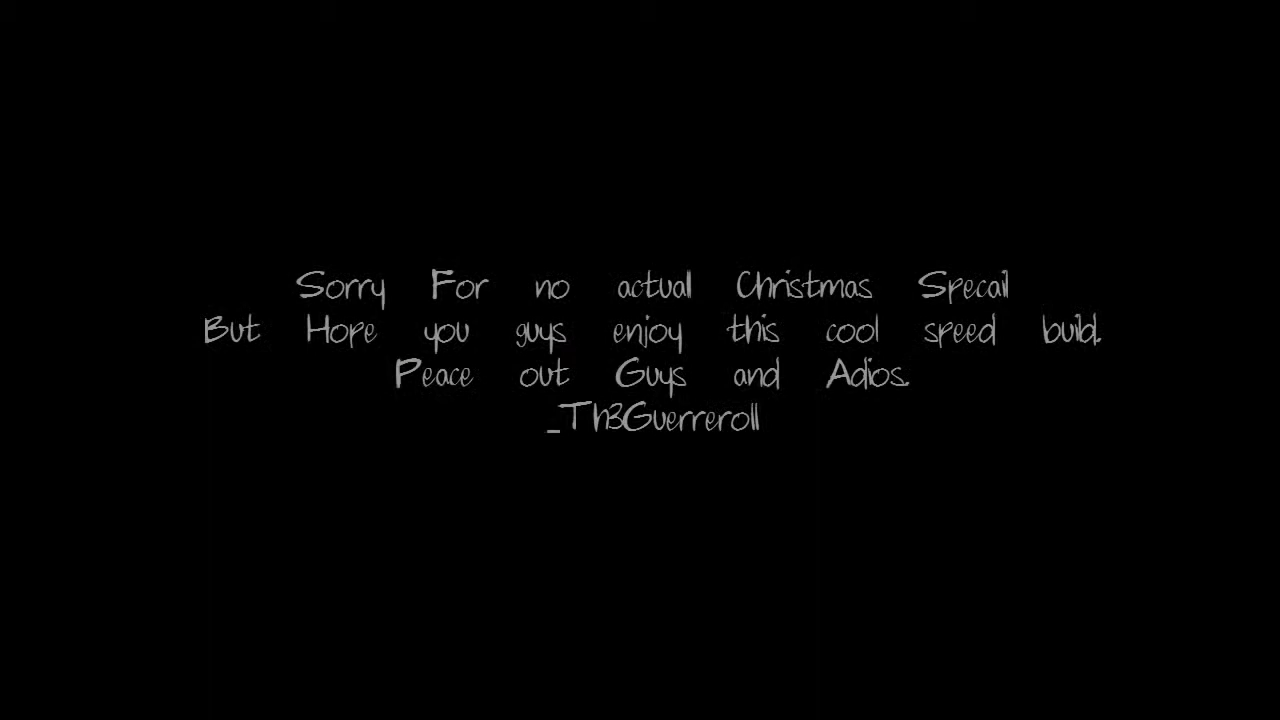 Sorry For no actual Christmas Specail
But Hope you guys enjoy this cool speed build.
Peace out Guys and Adios.
_Th3Guerreroll